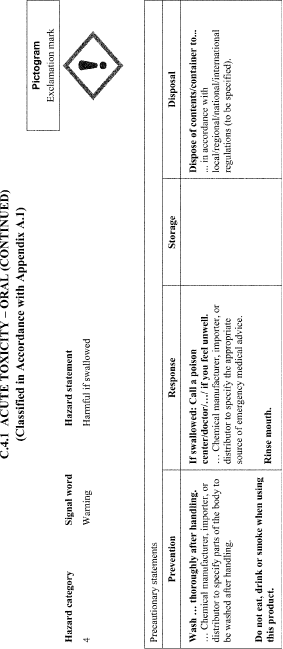 C.4.1 ACUTE TOXICITY – ORAL (CONTINUED)
(Classified in Accordance with Appendix A.1)
Pictogram
Exclamation mark
Hazard category
Signal word
Hazard statement
4
Warning
Harmful if swallowed
Precautionary statements
Prevention
Response
Storage
Disposal
Wash … thoroughly after handling.
… Chemical manufacturer, importer, or
distributor to specify parts of the body to
be washed after handling.
Do not eat, drink or smoke when using
this product.
If swallowed: Call a poison
center/doctor/…/ if you feel unwell.
… Chemical manufacturer, importer, or
distributor to specify the appropriate
source of emergency medical advice.
Rinse mouth.
Dispose of contents/container to...
... in accordance with
local/regional/national/international
regulations (to be specified).